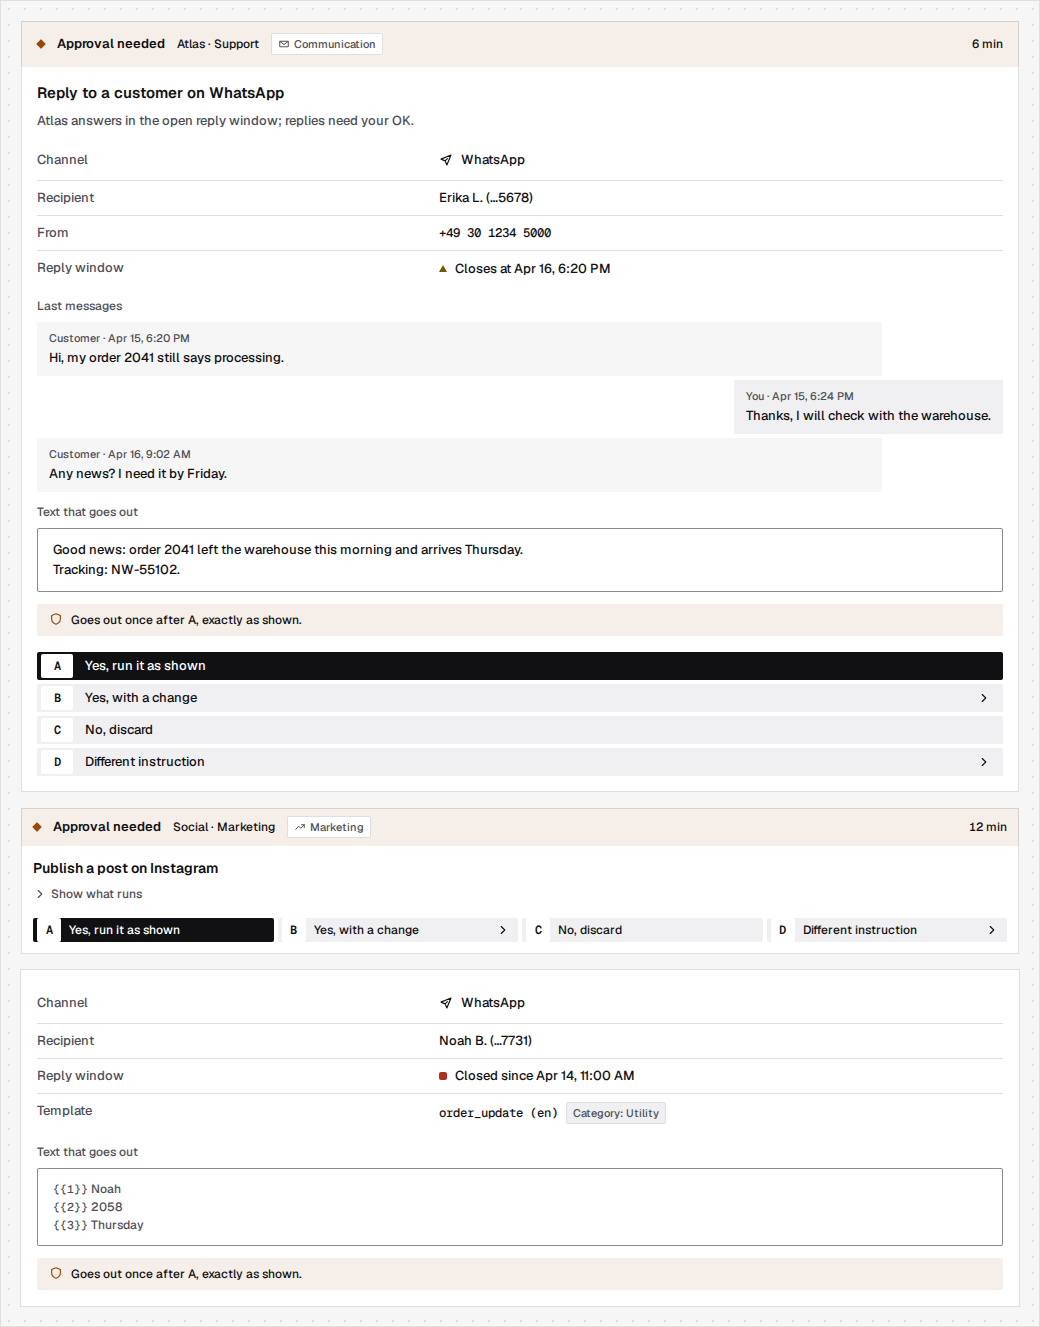 Approval needed Atlas · Support Communication 6 min
Reply to a customer on WhatsApp
Atlas answers in the open reply window; replies need your OK.
Channel WhatsApp
Recipient Erika L. (…5678)
From +49 30 1234 5000
Reply window Closes at Apr 16, 6:20 PM
Last messages
Customer · Apr 15, 6:20 PM
Hi, my order 2041 still says processing.
You · Apr 15, 6:24 PM
Thanks, I will check with the warehouse.
Customer · Apr 16, 9:02 AM
Any news? I need it by Friday.
Text that goes out
Good news: order 2041 left the warehouse this morning and arrives Thursday.
Tracking: NW-55102.
Goes out once after A, exactly as shown.
A Yes, run it as shown
B Yes, with a change
C No, discard
D Different instruction
Approval needed Social · Marketing Marketing 12 min
Publish a post on Instagram
Show what runs
A Yes, run it as shown B Yes, with a change C No, discard D Different instruction
Channel WhatsApp
Recipient Noah B. (…7731)
Reply window Closed since Apr 14, 11:00 AM
Template order_update (en) Category: Utility
Text that goes out
{{1}} Noah
{{2}} 2058
{{3}} Thursday
Goes out once after A, exactly as shown.